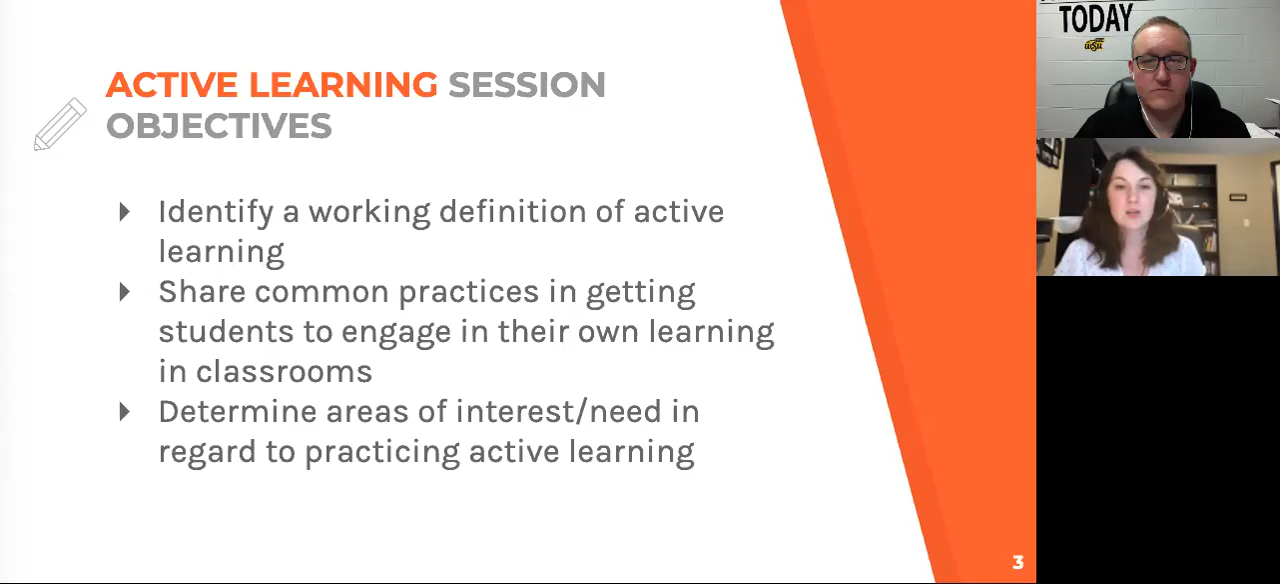 ACTIVE LEARNING SESSION
OBJECTIVES
Identify a working definition of active
learning
Share common practices in getting
students to engage in their own learning
in classrooms
Determine areas of interest/need in
regard to practicing active learning
3
TODAY